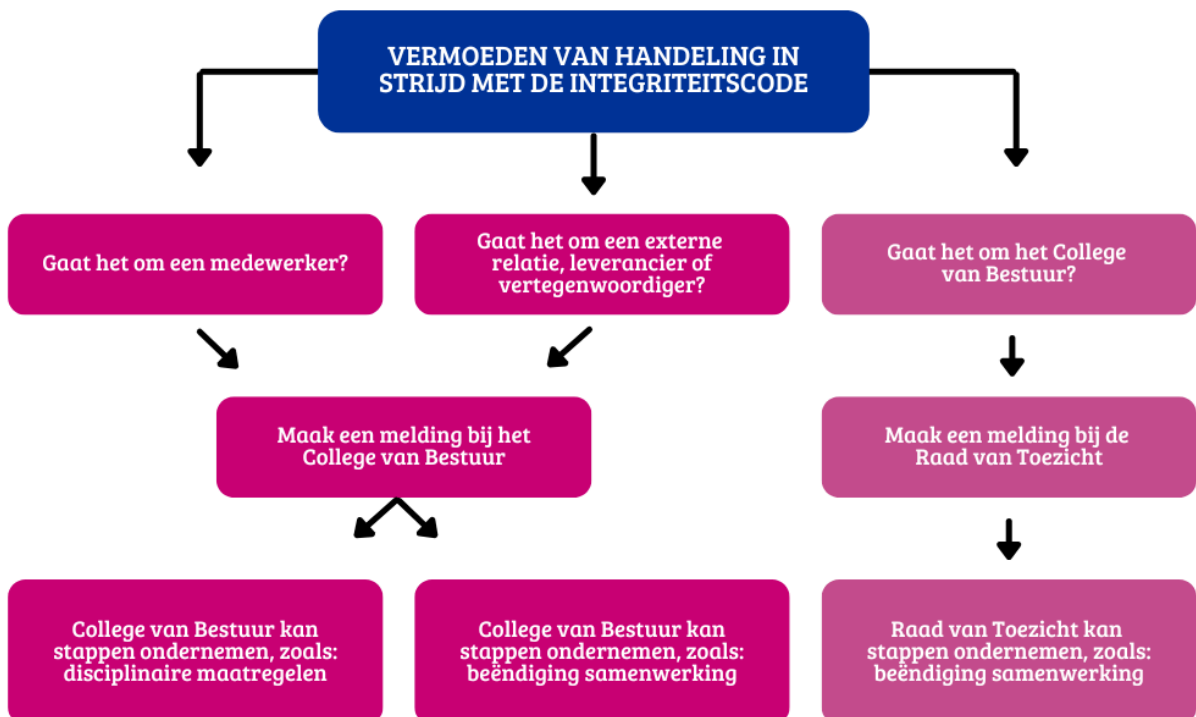 VERMOEDEN VAN HANDELING IN
STRIJD MET DE INTEGRITEITSCODE
Gaat het om een medewerker?
Gaat het om een externe
relatie, leverancier of
vertegenwoordiger?
Gaat het om het College
van Bestuur?
Maak een melding bij het
College van Bestuur
Maak een melding bij de
Raad van Toezicht
College van Bestuur kan
stappen ondernemen, zoals:
disciplinaire maatregelen
College van Bestuur kan
stappen ondernemen, zoals:
beëndiging samenwerking
Raad van Toezicht kan
stappen ondernemen, zoals:
beëndiging samenwerking